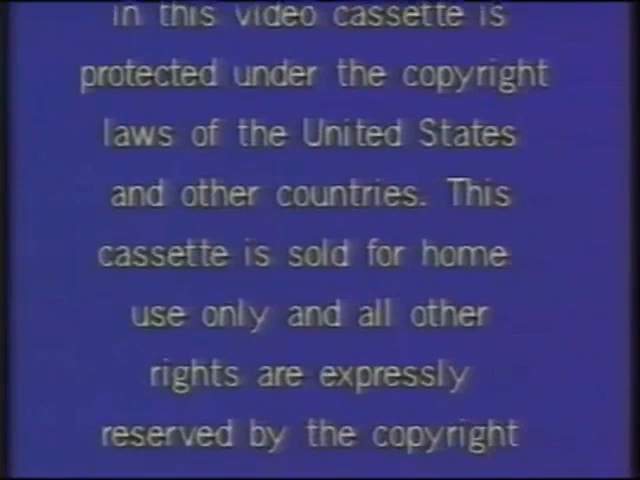 in this video cassette is
protected under the copyright
laws of the United States
and other countries. This
cassette is sold for home
use only and all other
rights are expressly
reserved by the copyright